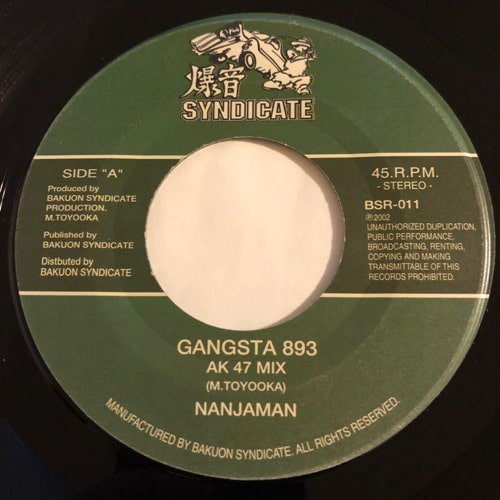 爆音
SYNDICATE
SIDE "A"
Produced by
BAKUON SYNDICATE
PRODUCTION.
M.TOYOOKA
Published by
BAKUON SYNDICATE
Distbuted by
BAKUON SYNDICATE
45.R.P.M.
- STEREO -
BSR-011
℗2002
UNAUTHORIZED DUPLICATION,
PUBLIC PERFORMANCE,
BROADCASTING, RENTING,
COPYING AND MAKING
TRANSMITTABLE OF THIS
RECORDS PROHIBITED.
GANGSTA 893
AK 47 MIX
(M.TOYOOKA)
NANJAMAN
MANUFACTURED BY BAKUON SYNDICATE. ALL RIGHTS RESERVED.